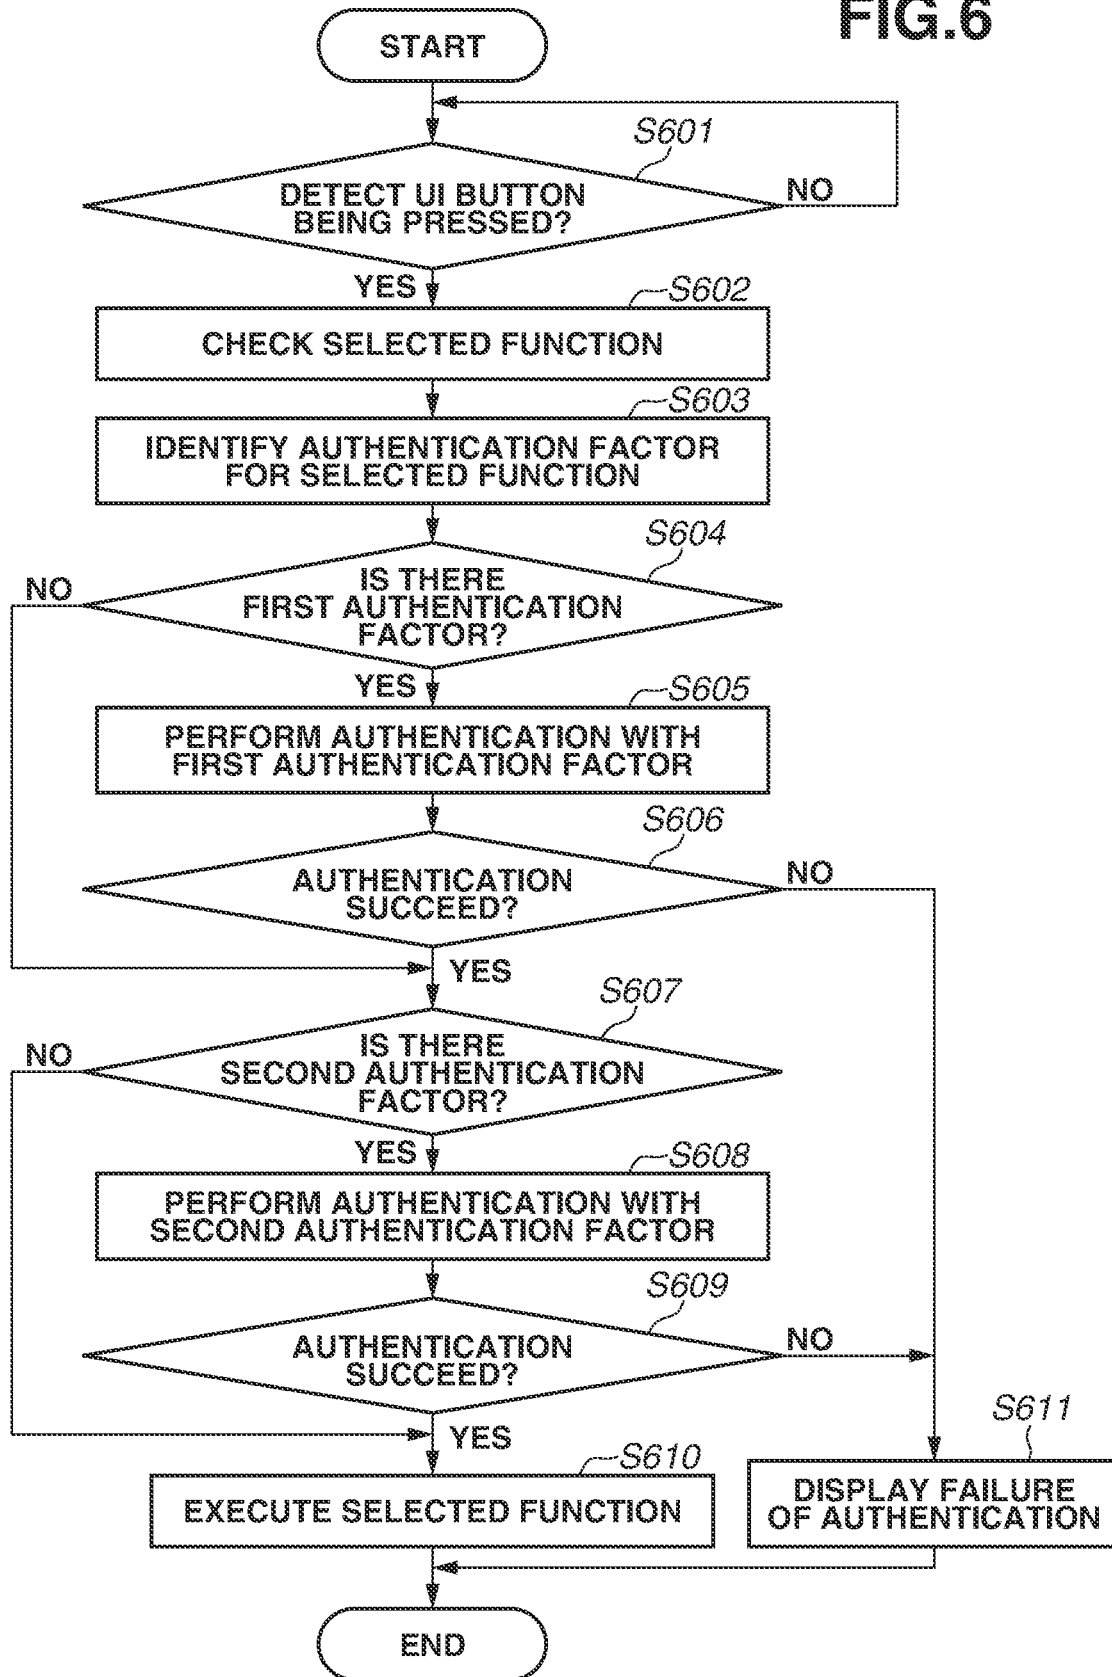 FIG.6
START
S601
DETECT UI BUTTON
BEING PRESSED?
NO
YES
S602
CHECK SELECTED FUNCTION
S603
IDENTIFY AUTHENTICATION FACTOR
FOR SELECTED FUNCTION
S604
NO
IS THERE
FIRST AUTHENTICATION
FACTOR?
YES
S605
PERFORM AUTHENTICATION WITH
FIRST AUTHENTICATION FACTOR
S606
AUTHENTICATION
SUCCEED?
NO
YES
S607
NO
IS THERE
SECOND AUTHENTICATION
FACTOR?
YES
S608
PERFORM AUTHENTICATION WITH
SECOND AUTHENTICATION FACTOR
S609
AUTHENTICATION
SUCCEED?
NO
YES
S610
EXECUTE SELECTED FUNCTION
S611
DISPLAY FAILURE
OF AUTHENTICATION
END